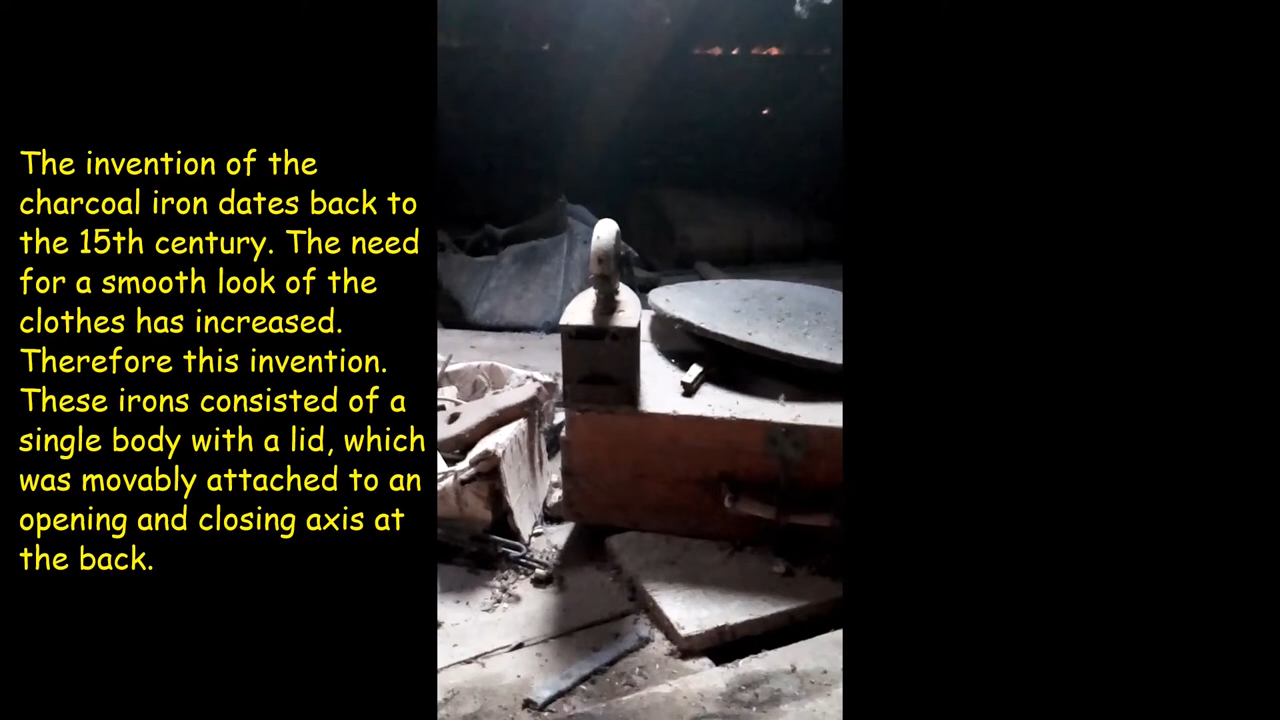 The invention of the
charcoal iron dates back to
the 15th century. The need
for a smooth look of the
clothes has increased.
Therefore this invention.
These irons consisted of a
single body with a lid, which
was movably attached to an
opening and closing axis at
the back.